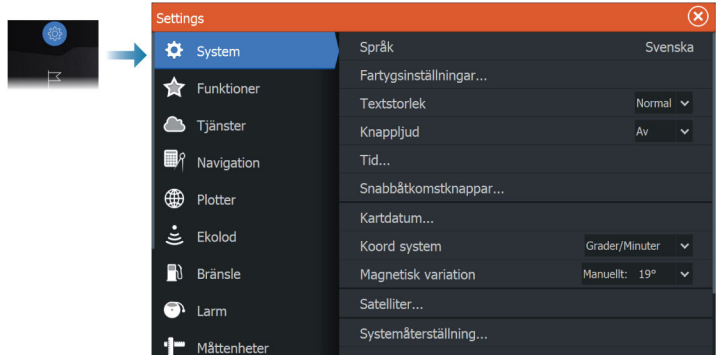 Settings
System
Funktioner
Tjänster
Navigation
Plotter
Ekolod
Bränsle
Larm
Måttenheter
Språk Svenska
Fartygsinställningar...
Textstorlek Normal
Knappljud Av
Tid...
Snabbåtkomstknappar...
Kartdatum...
Koord system Grader/Minuter
Magnetisk variation Manuellt: 19°
Satelliter...
Systemåterställning...